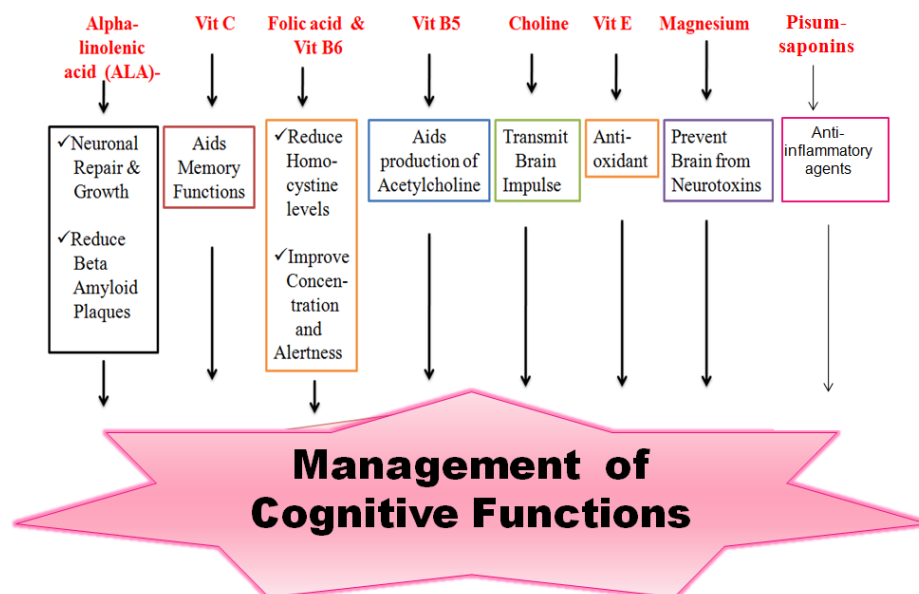 Alpha-
linolenic
acid (ALA)-
Vit C
Folic acid &
Vit B6
Vit B5
Choline
Vit E
Magnesium
Pisum-
saponins
✓Neuronal
Repair &
Growth
✓Reduce
Beta
Amyloid
Plaques
Aids
Memory
Functions
✓Reduce
Homo-
cystine
levels
✓Improve
Concen-
tration
and
Alertness
Aids
production of
Acetylcholine
Transmit
Brain
Impulse
Anti-
oxidant
Prevent
Brain from
Neurotoxins
Anti-
inflammatory
agents
Management of
Cognitive Functions